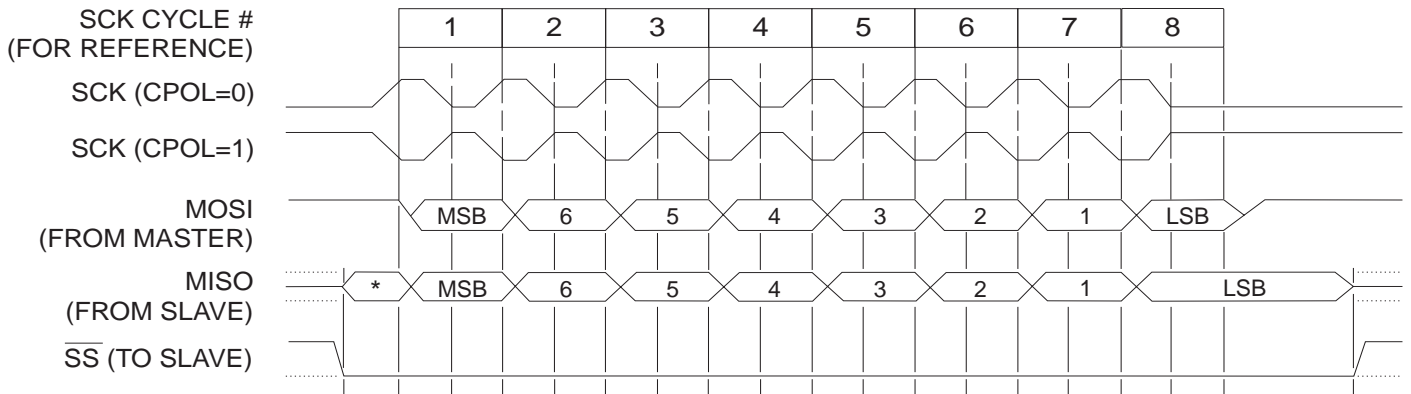 SCK CYCLE #
(FOR REFERENCE)
1 2 3 4 5 6 7 8
SCK (CPOL=0)
SCK (CPOL=1)
MOSI
(FROM MASTER)
MSB 6 5 4 3 2 1 LSB
MISO
(FROM SLAVE)
* MSB 6 5 4 3 2 1 LSB
SS (TO SLAVE)